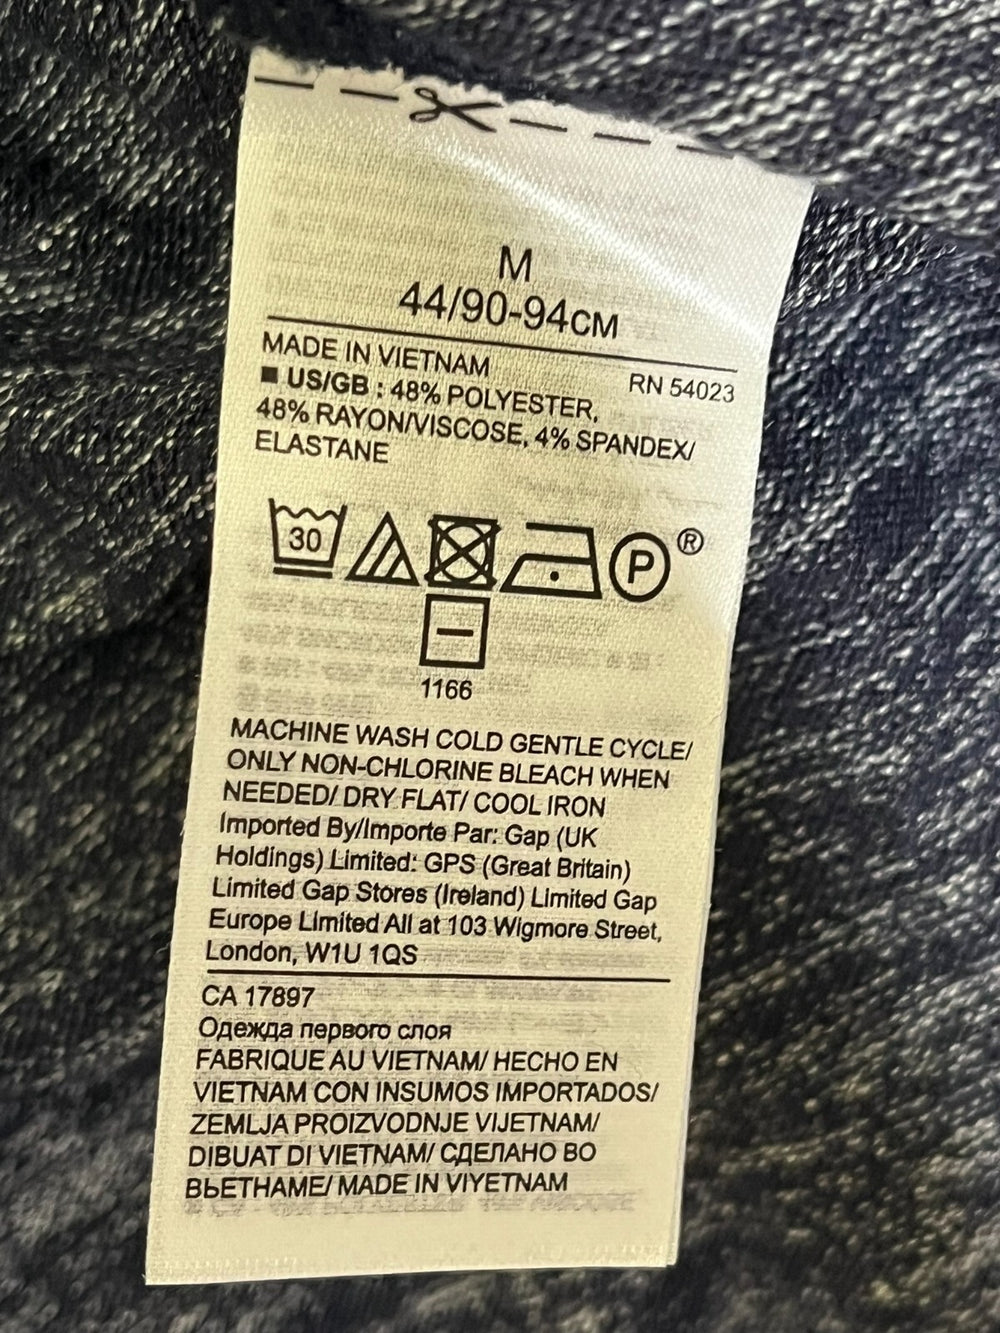 M
44/90-94CM
MADE IN VIETNAM
RN 54023
■ US/GB : 48% POLYESTER,
48% RAYON/VISCOSE, 4% SPANDEX/
ELASTANE
30
P
®
1166
MACHINE WASH COLD GENTLE CYCLE/
ONLY NON-CHLORINE BLEACH WHEN
NEEDED/ DRY FLAT/ COOL IRON
Imported By/Importe Par: Gap (UK
Holdings) Limited: GPS (Great Britain)
Limited Gap Stores (Ireland) Limited Gap
Europe Limited All at 103 Wigmore Street,
London, W1U 1QS
CA 17897
Одежда первого слоя
FABRIQUE AU VIETNAM/ HECHO EN
VIETNAM CON INSUMOS IMPORTADOS/
ZEMLJA PROIZVODNJE VIJETNAM/
DIBUAT DI VIETNAM/ СДЕЛАНО ВО
ВЬЕТНАМЕ/ MADE IN VIYETNAM